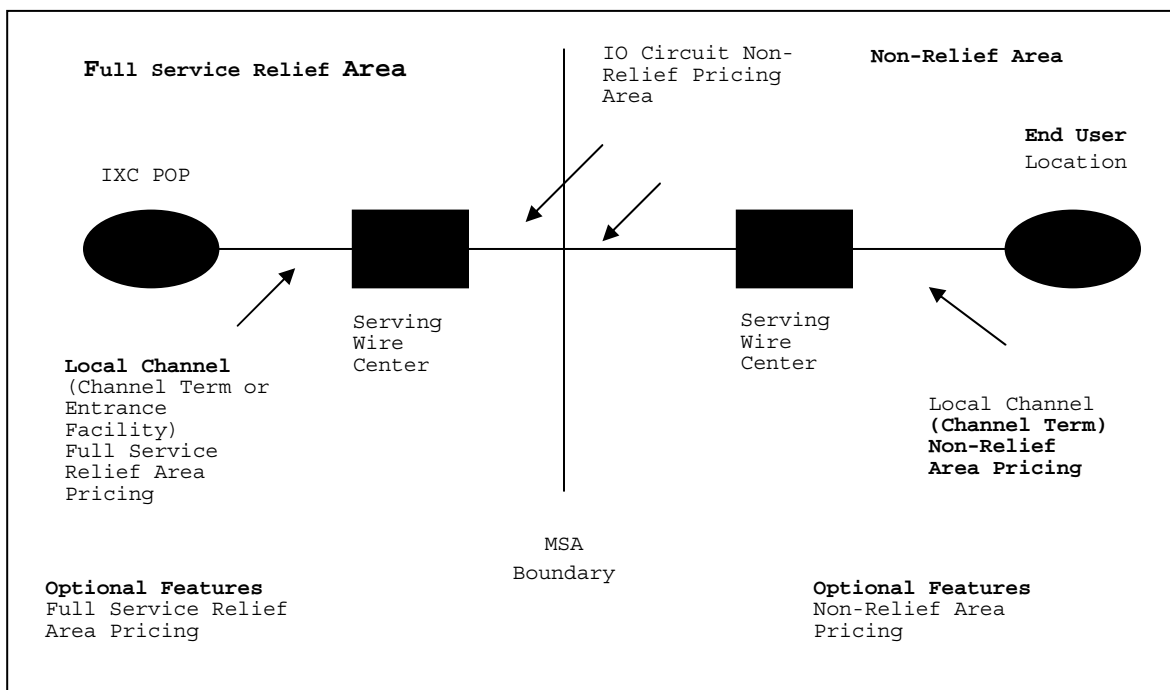 Full Service Relief Area
IO Circuit Non-
Relief Pricing
Area
Non-Relief Area
End User
Location
IXC POP
Serving
Wire
Center
Serving
Wire
Center
Local Channel
(Channel Term or
Entrance
Facility)
Full Service
Relief Area
Pricing
Local Channel
(Channel Term)
Non-Relief
Area Pricing
MSA
Boundary
Optional Features
Full Service Relief
Area Pricing
Optional Features
Non-Relief Area
Pricing